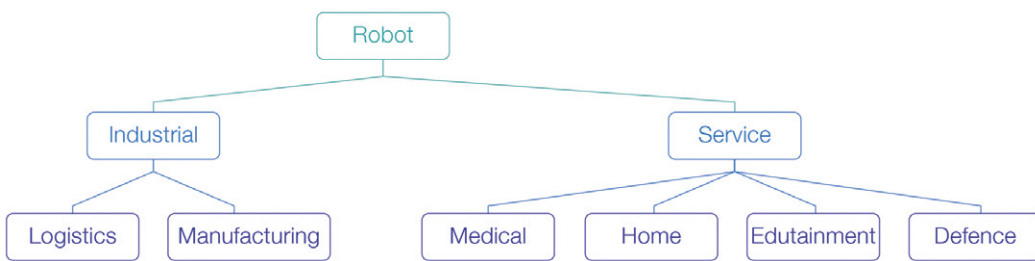 Robot
Industrial
Service
Logistics
Manufacturing
Medical
Home
Edutainment
Defence